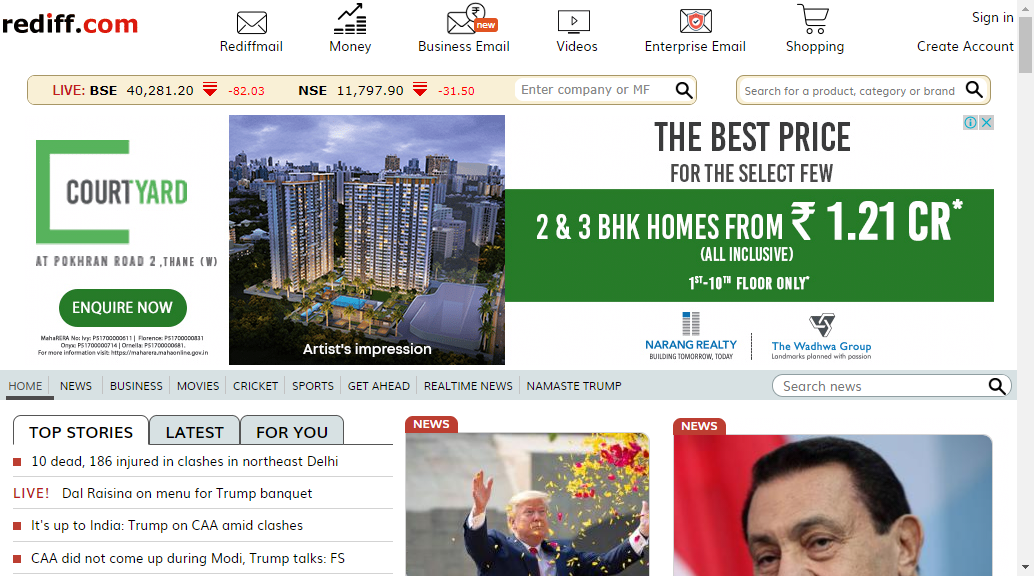 rediff.com
Rediffmail
Money
₹
new
Business Email
Videos
Enterprise Email
Shopping
Sign in
Create Account
LIVE: BSE 40,281.20 -82.03 NSE 11,797.90 -31.50
Enter company or MF
Search for a product, category or brand
COURTYARD
AT POKHRAN ROAD 2, THANE (W)
ENQUIRE NOW
MahaRERA No: Ivy: P51700000611 | Florence: P51700000831
Onyx: P51700000714 | Ornella: P51700000681.
For more information visit: https://maharera.mahaonline.gov.in
Artist's impression
THE BEST PRICE
FOR THE SELECT FEW
2 & 3 BHK HOMES FROM ₹ 1.21 CR*
(ALL INCLUSIVE)
1ST-10TH FLOOR ONLY*
NARANG REALTY
BUILDING TOMORROW, TODAY
The Wadhwa Group
Landmarks planned with passion
HOME NEWS BUSINESS MOVIES CRICKET SPORTS GET AHEAD REALTIME NEWS NAMASTE TRUMP
Search news
TOP STORIES LATEST FOR YOU
10 dead, 186 injured in clashes in northeast Delhi
LIVE! Dal Raisina on menu for Trump banquet
It's up to India: Trump on CAA amid clashes
CAA did not come up during Modi, Trump talks: FS
NEWS
NEWS